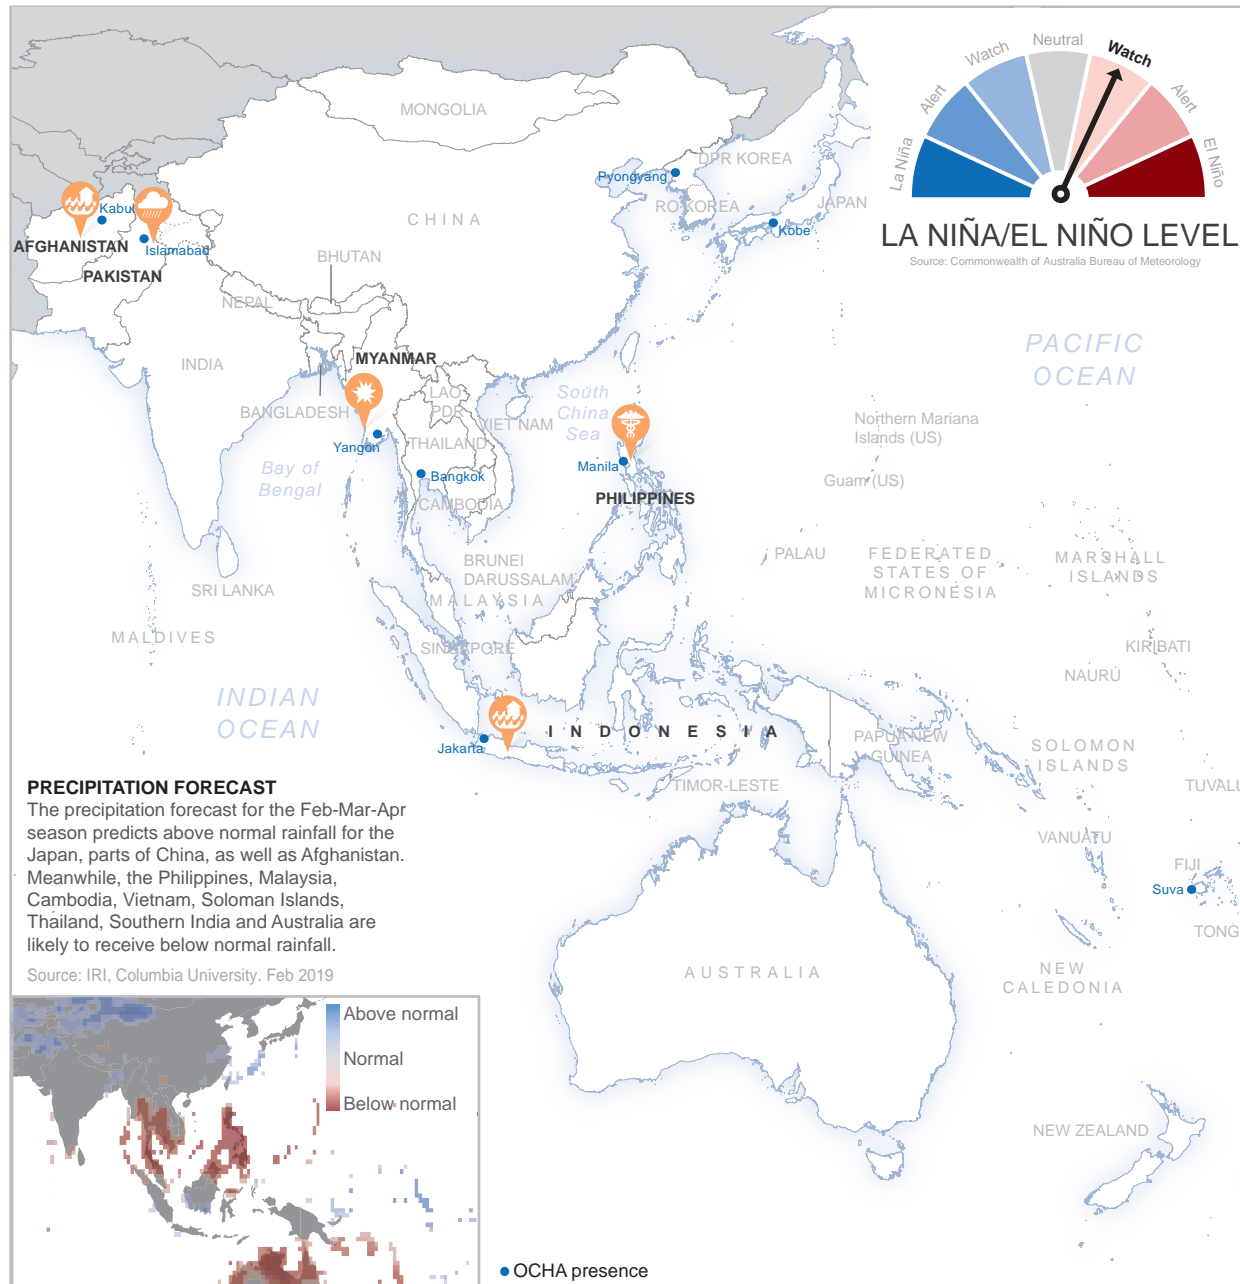 Neutral
Watch
Watch
Alert
Alert
La Niña
El Niño
LA NIÑA/EL NIÑO LEVEL
Source: Commonwealth of Australia Bureau of Meteorology
MONGOLIA
DPR KOREA
Pyongyang
RO KOREA
JAPAN
Kobe
CHINA
Kabul
AFGHANISTAN
Islamabad
PAKISTAN
BHUTAN
NEPAL
INDIA
MYANMAR
BANGLADESH
LAO
PDR
VIET NAM
Yangon
THAILAND
Bangkok
CAMBODIA
Bay of
Bengal
South
China
Sea
Manila
PHILIPPINES
PACIFIC
OCEAN
Northern Mariana
Islands (US)
Guam (US)
PALAU
FEDERATED
STATES OF
MICRONESIA
MARSHALL
ISLANDS
BRUNEI
DARUSSALAM
MALAYSIA
SRI LANKA
MALDIVES
SINGAPORE
KIRIBATI
NAURU
INDIAN
OCEAN
INDONESIA
Jakarta
PAPUA NEW
GUINEA
SOLOMON
ISLANDS
TIMOR-LESTE
TUVALU
VANUATU
FIJI
Suva
TONG
NEW
CALEDONIA
AUSTRALIA
NEW ZEALAND
PRECIPITATION FORECAST
The precipitation forecast for the Feb-Mar-Apr
season predicts above normal rainfall for the
Japan, parts of China, as well as Afghanistan.
Meanwhile, the Philippines, Malaysia,
Cambodia, Vietnam, Soloman Islands,
Thailand, Southern India and Australia are
likely to receive below normal rainfall.
Source: IRI, Columbia University. Feb 2019
Above normal
Normal
Below normal
OCHA presence